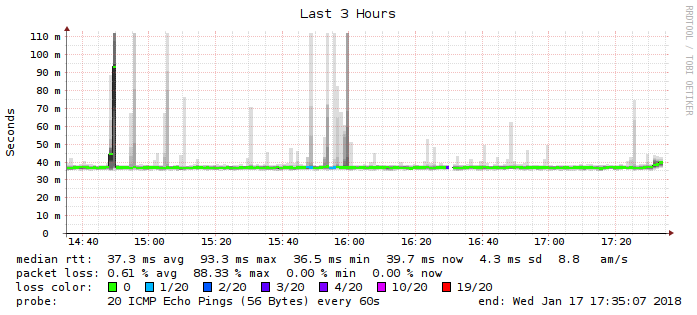 Last 3 Hours
RRDTOOL / TOBI OETIKER
Seconds
110 m
100 m
90 m
80 m
70 m
60 m
50 m
40 m
30 m
20 m
10 m
0
14:40 15:00 15:20 15:40 16:00 16:20 16:40 17:00 17:20
median rtt: 37.3 ms avg 93.3 ms max 36.5 ms min 39.7 ms now 4.3 ms sd 8.8 am/s
packet loss: 0.61 % avg 88.33 % max 0.00 % min 0.00 % now
loss color: 0 1/20 2/20 3/20 4/20 10/20 19/20
probe: 20 ICMP Echo Pings (56 Bytes) every 60s end: Wed Jan 17 17:35:07 2018